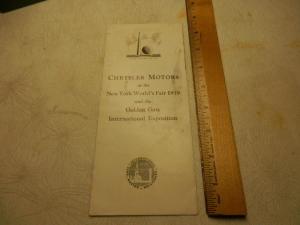 Chrysler Motors
at the
New York World's Fair 1939
and the
Golden Gate
International Exposition